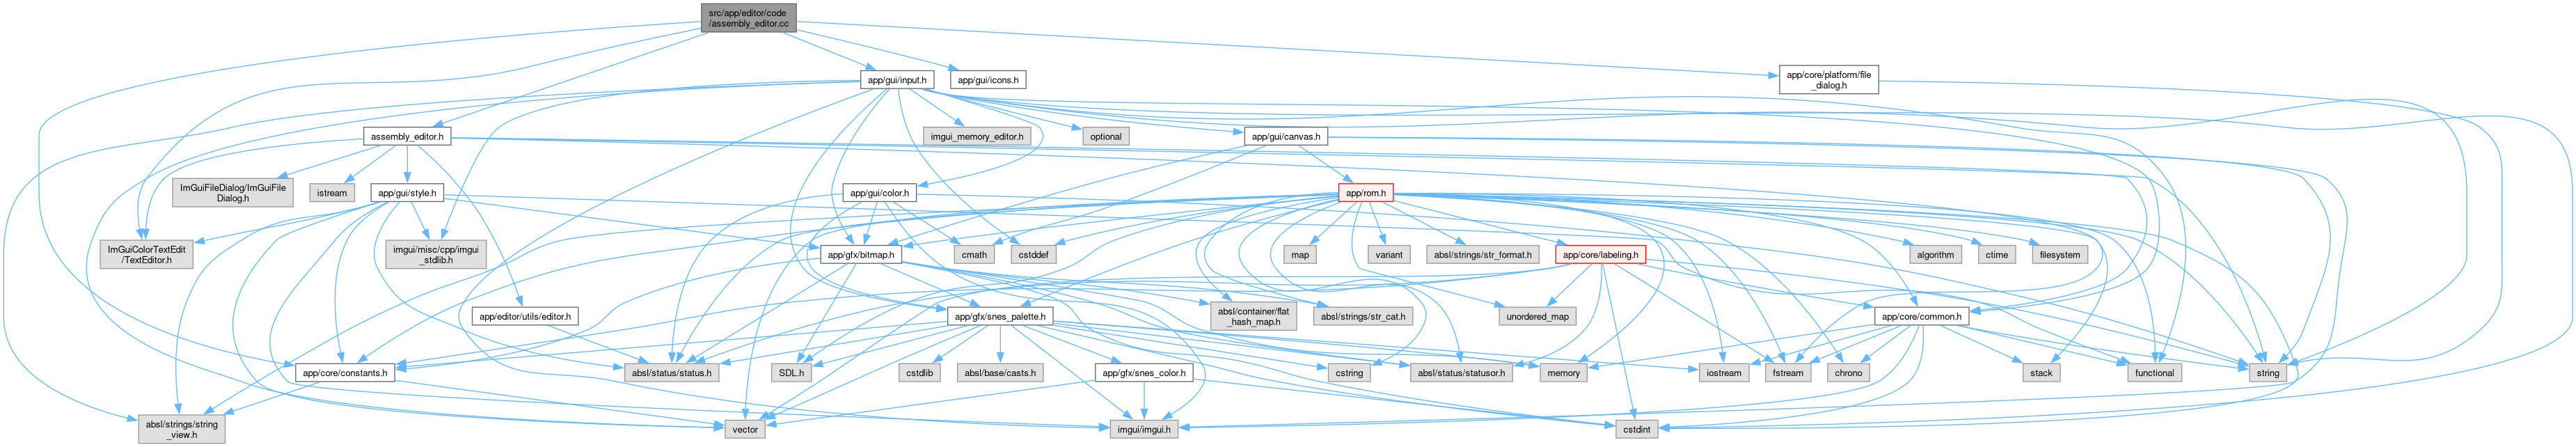 src/app/editor/code
/assembly_editor.cc
app/gui/input.h
app/gui/icons.h
app/core/platform/file
_dialog.h
assembly_editor.h
imgui_memory_editor.h
optional
app/gui/canvas.h
ImGuiFileDialog/ImGuiFile
Dialog.h
istream
app/gui/style.h
app/gui/color.h
app/rom.h
ImGuiColorTextEdit
/TextEditor.h
imgui/misc/cpp/imgui
_stdlib.h
app/gfx/bitmap.h
cmath
cstddef
map
variant
absl/strings/str_format.h
app/core/labeling.h
algorithm
ctime
filesystem
app/editor/utils/editor.h
app/gfx/snes_palette.h
absl/container/flat
_hash_map.h
absl/strings/str_cat.h
unordered_map
app/core/common.h
app/core/constants.h
absl/status/status.h
SDL.h
cstdlib
absl/base/casts.h
app/gfx/snes_color.h
cstring
absl/status/statusor.h
memory
iostream
fstream
chrono
stack
functional
string
absl/strings/string
_view.h
vector
imgui/imgui.h
cstdint